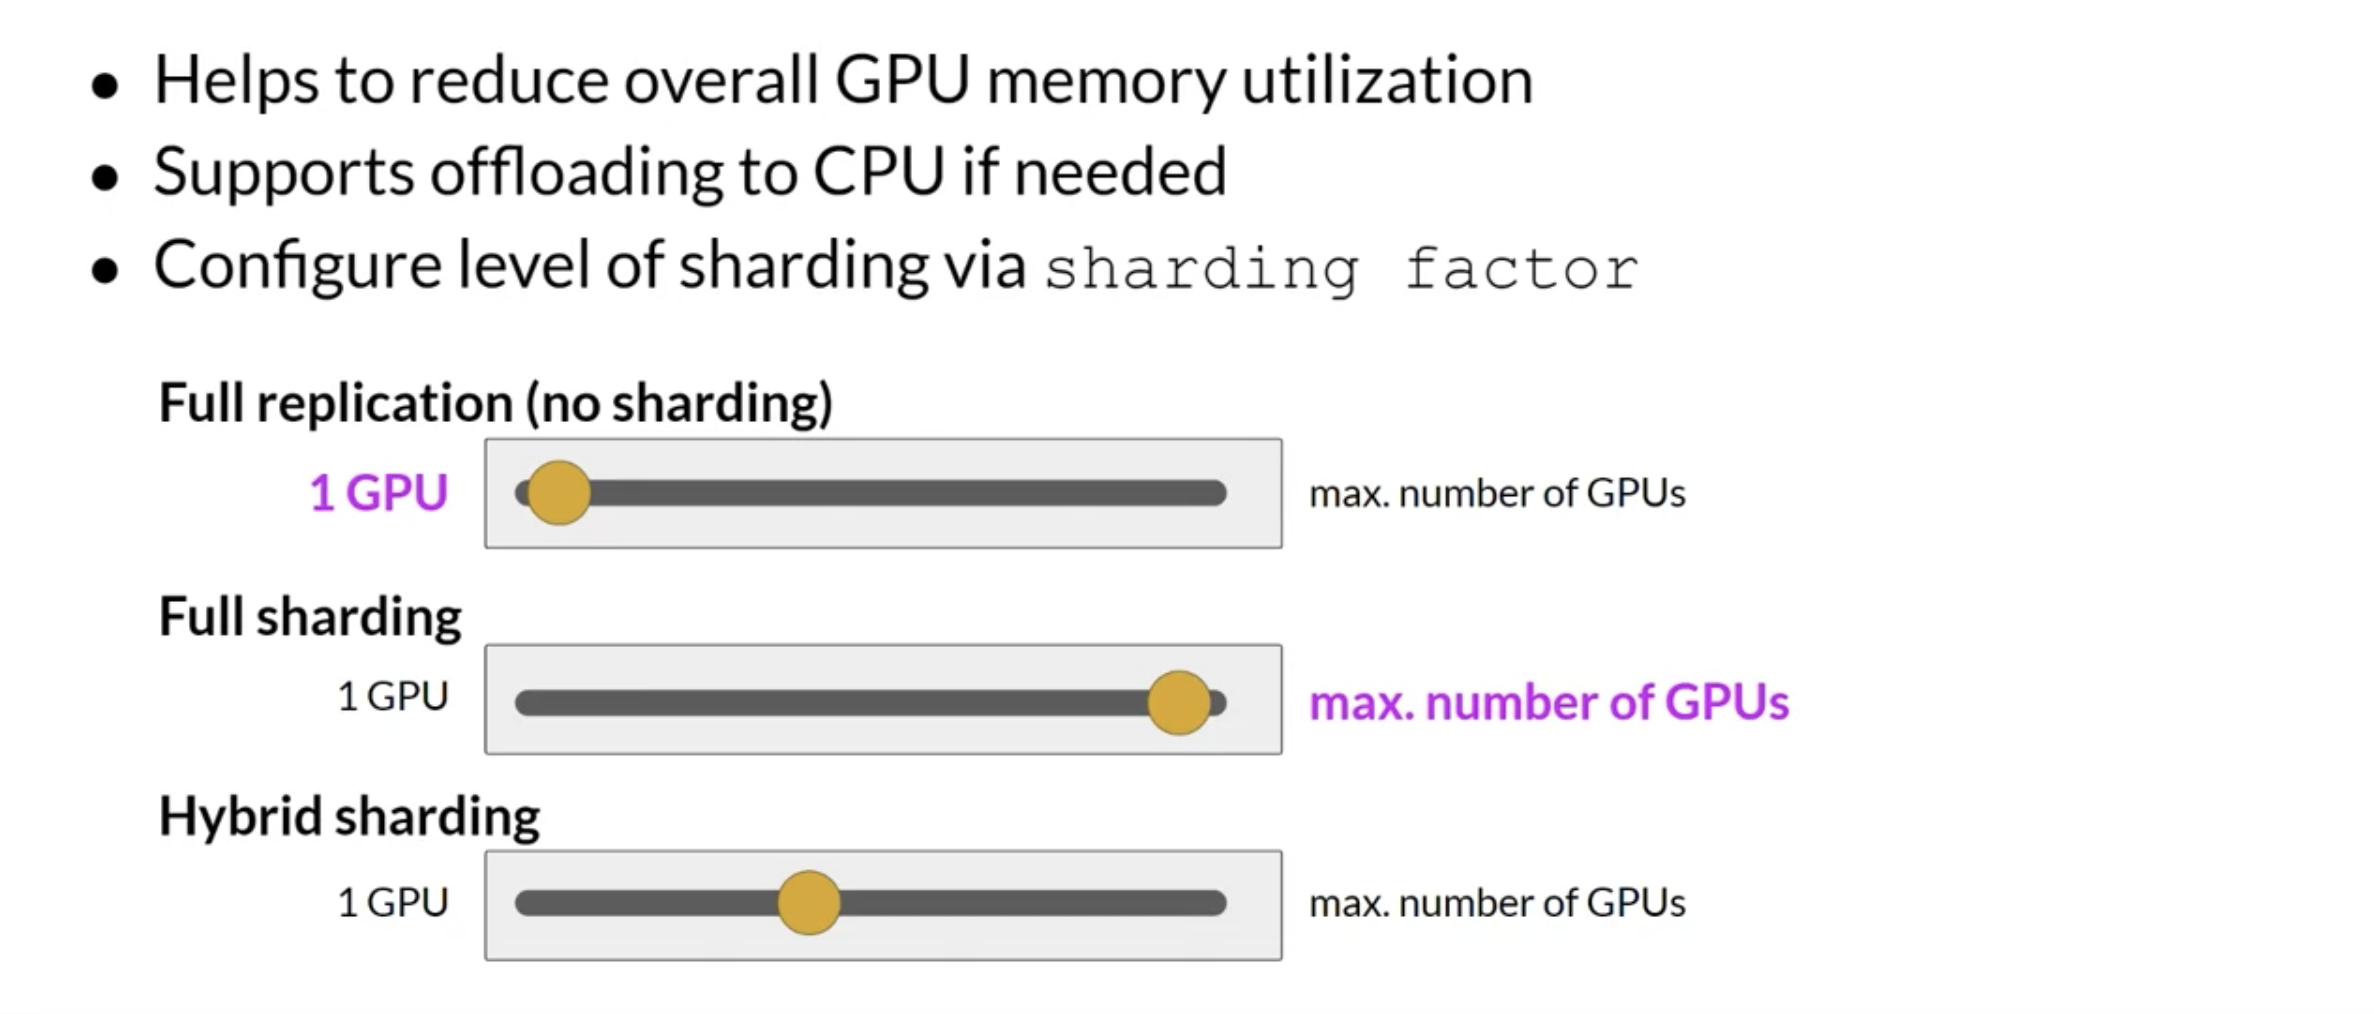 • Helps to reduce overall GPU memory utilization
• Supports offloading to CPU if needed
• Configure level of sharding via sharding factor
Full replication (no sharding)
1 GPU max. number of GPUs
Full sharding
1 GPU max. number of GPUs
Hybrid sharding
1 GPU max. number of GPUs